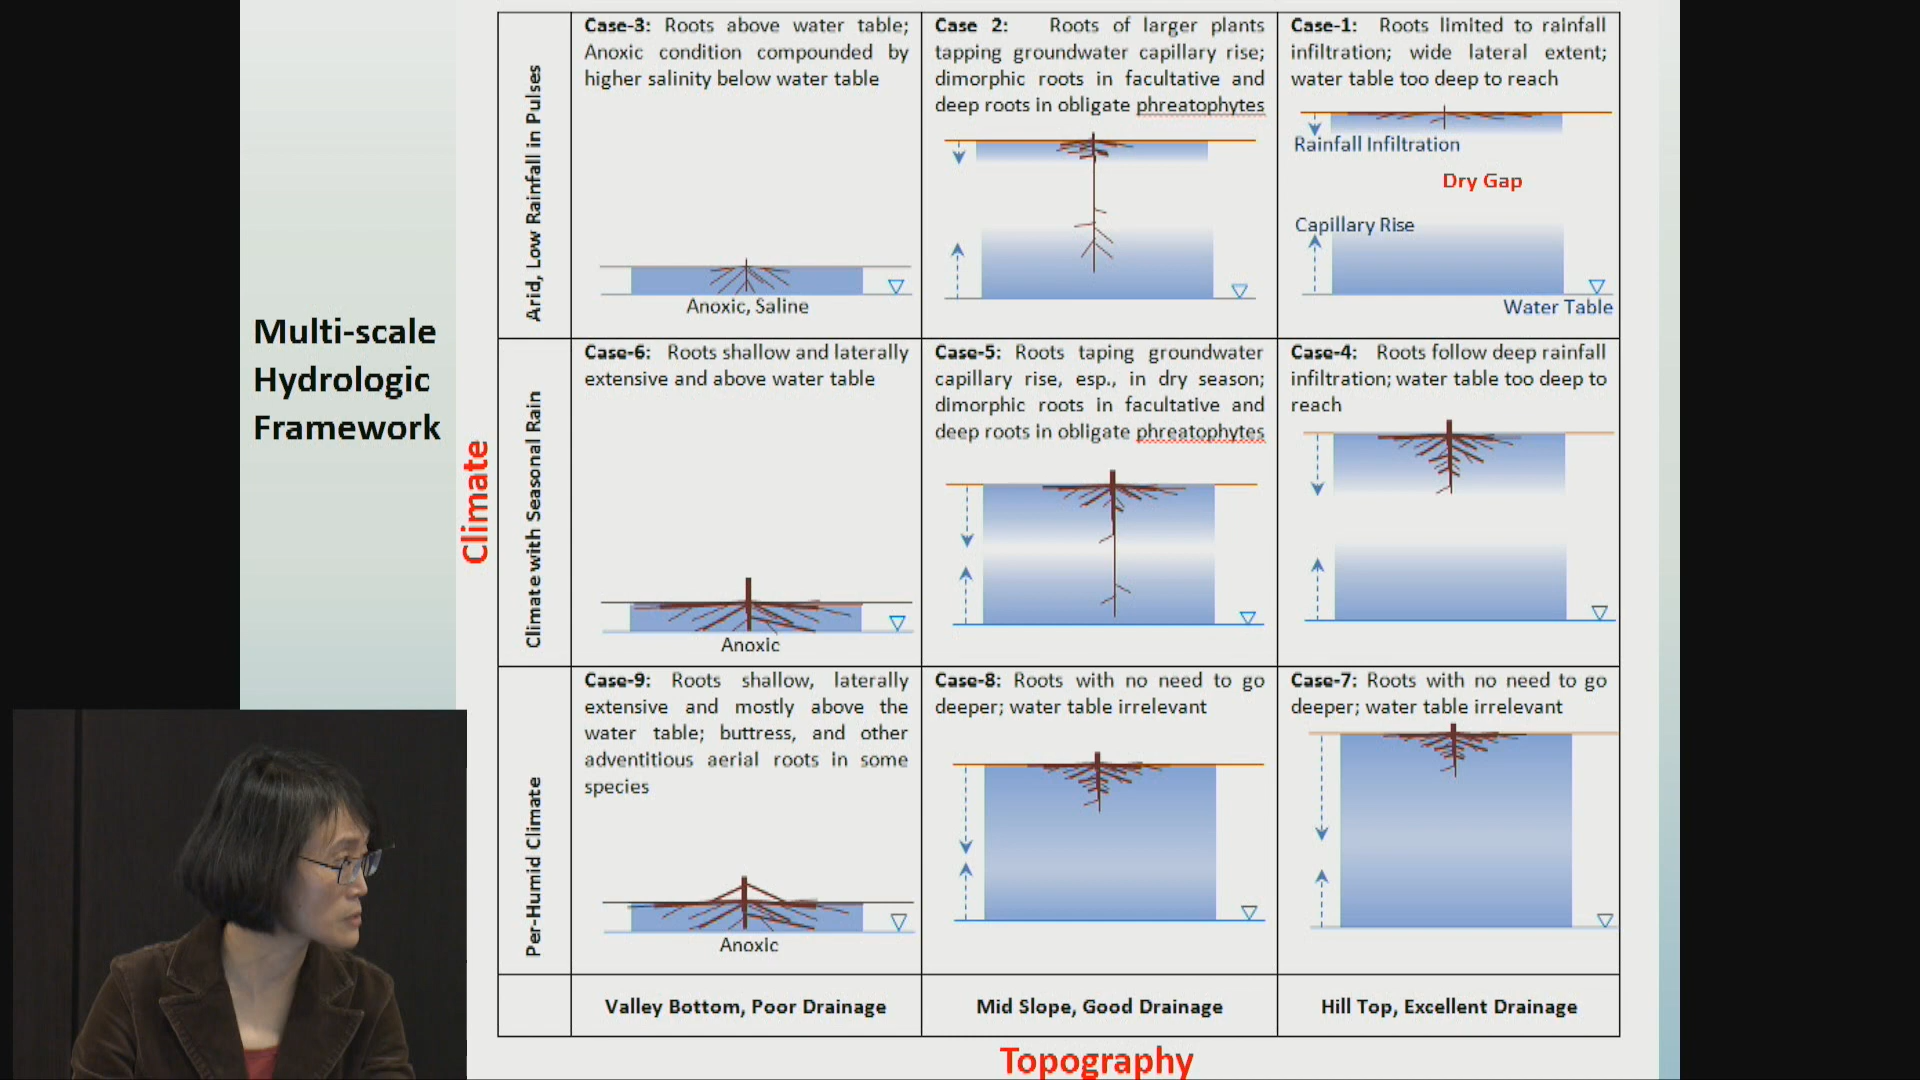 Multi-scale
Hydrologic
Framework
Climate
Arid, Low Rainfall in Pulses
Case-3: Roots above water table;
Anoxic condition compounded by
higher salinity below water table
Anoxic, Saline
Case 2: Roots of larger plants
tapping groundwater capillary rise;
dimorphic roots in facultative and
deep roots in obligate phreatophytes
Case-1: Roots limited to rainfall
infiltration; wide lateral extent;
water table too deep to reach
Rainfall Infiltration
Dry Gap
Capillary Rise
Water Table
Climate with Seasonal Rain
Case-6: Roots shallow and laterally
extensive and above water table
Anoxic
Case-5: Roots taping groundwater
capillary rise, esp., in dry season;
dimorphic roots in facultative and
deep roots in obligate phreatophytes
Case-4: Roots follow deep rainfall
infiltration; water table too deep to
reach
Per-Humid Climate
Case-9: Roots shallow, laterally
extensive and mostly above the
water table; buttress, and other
adventitious aerial roots in some
species
Anoxic
Case-8: Roots with no need to go
deeper; water table irrelevant
Case-7: Roots with no need to go
deeper; water table irrelevant
Valley Bottom, Poor Drainage
Mid Slope, Good Drainage
Hill Top, Excellent Drainage
Topography